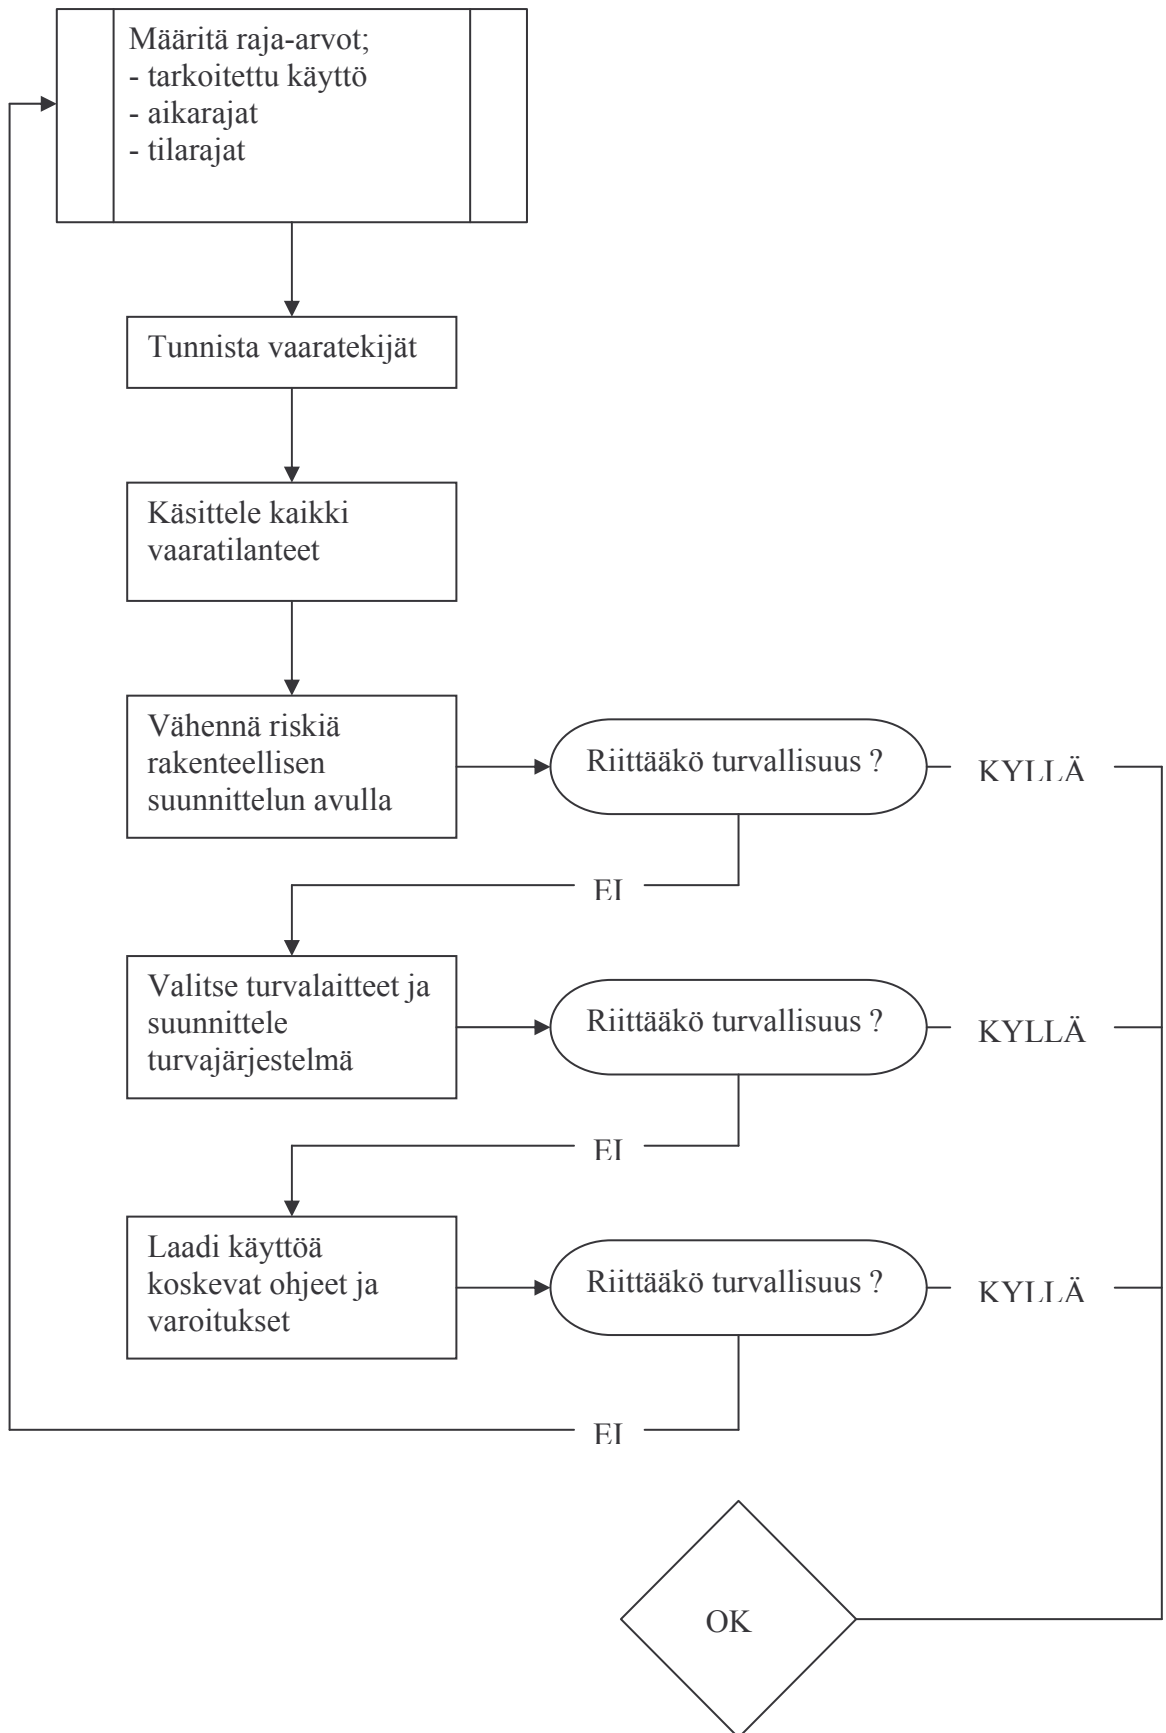 Määritä raja-arvot;
- tarkoitettu käyttö
- aikarajat
- tilarajat
Tunnista vaaratekijät
Käsittele kaikki
vaaratilanteet
Vähennä riskiä
rakenteellisen
suunnittelun avulla
Riittääkö turvallisuus ?
KYLLÄ
EI
Valitse turvalaitteet ja
suunnittele
turvajärjestelmä
Riittääkö turvallisuus ?
KYLLÄ
EI
Laadi käyttöä
koskevat ohjeet ja
varoitukset
Riittääkö turvallisuus ?
KYLLÄ
EI
OK